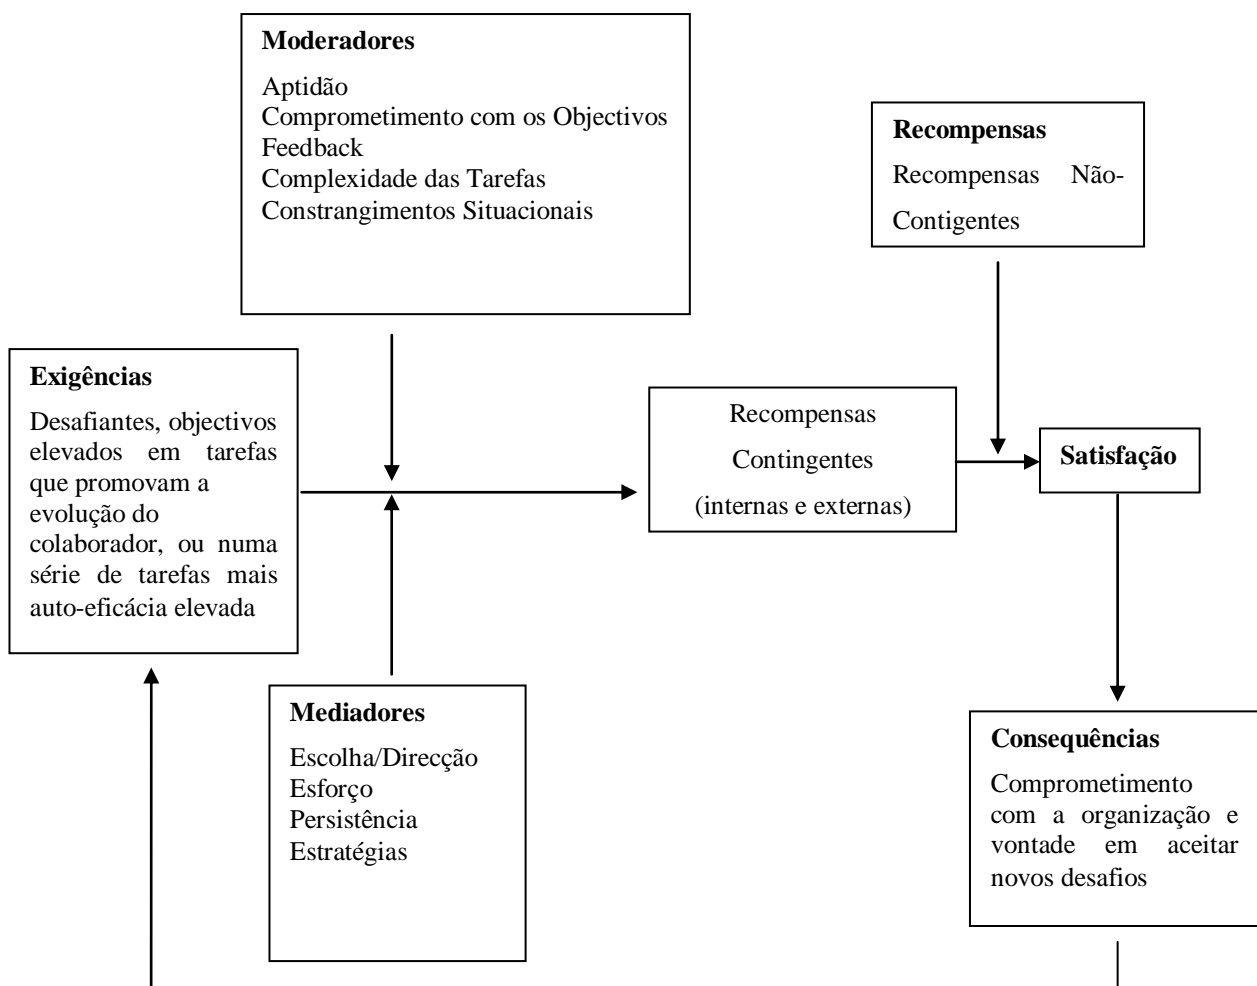 Moderadores
Aptidão
Comprometimento com os Objectivos
Feedback
Complexidade das Tarefas
Constrangimentos Situacionais
Recompensas
Recompensas Não-
Contigentes
Exigências
Desafiantes, objectivos
elevados em tarefas
que promovam a
evolução do
colaborador, ou numa
série de tarefas mais
auto-eficácia elevada
Recompensas
Contingentes
(internas e externas)
Satisfação
Mediadores
Escolha/Direcção
Esforço
Persistência
Estratégias
Consequências
Comprometimento
com a organização e
vontade em aceitar
novos desafios